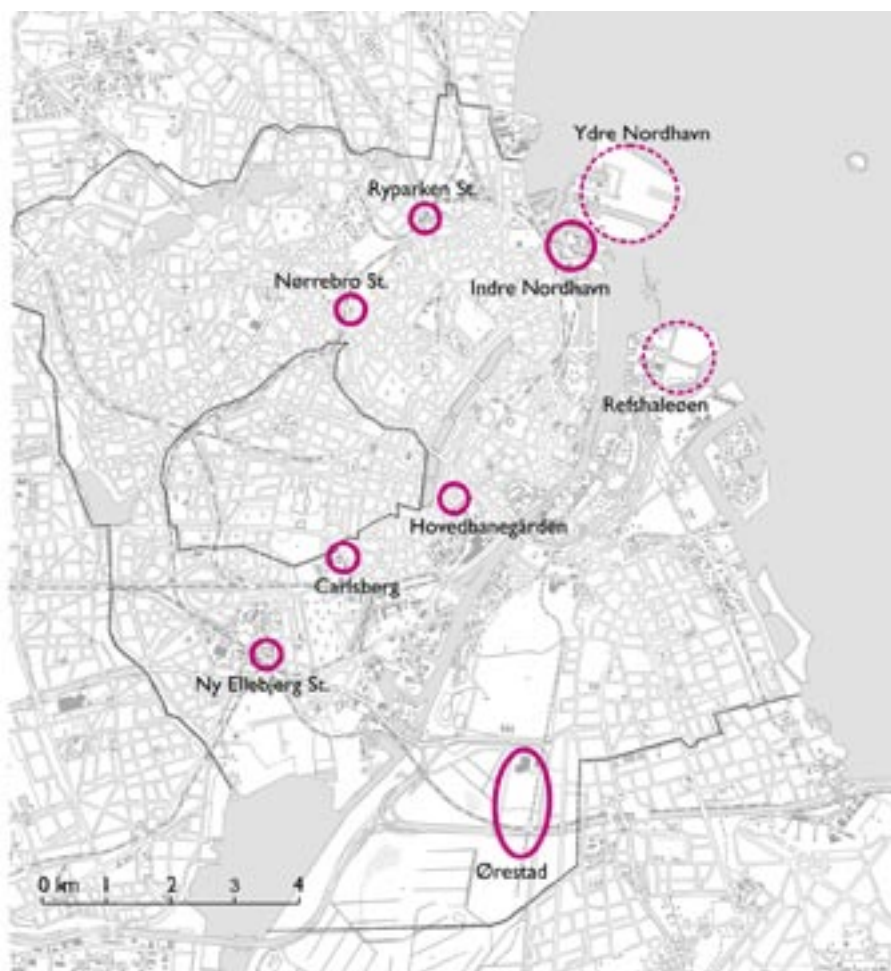 Ydre Nordhavn
Ryparken St.
Nørrebro St.
Indre Nordhavn
Refshaleøen
Hovedbanegården
Carlsberg
Ny Ellebjerg St.
Ørestad
0 km 1 2 3 4